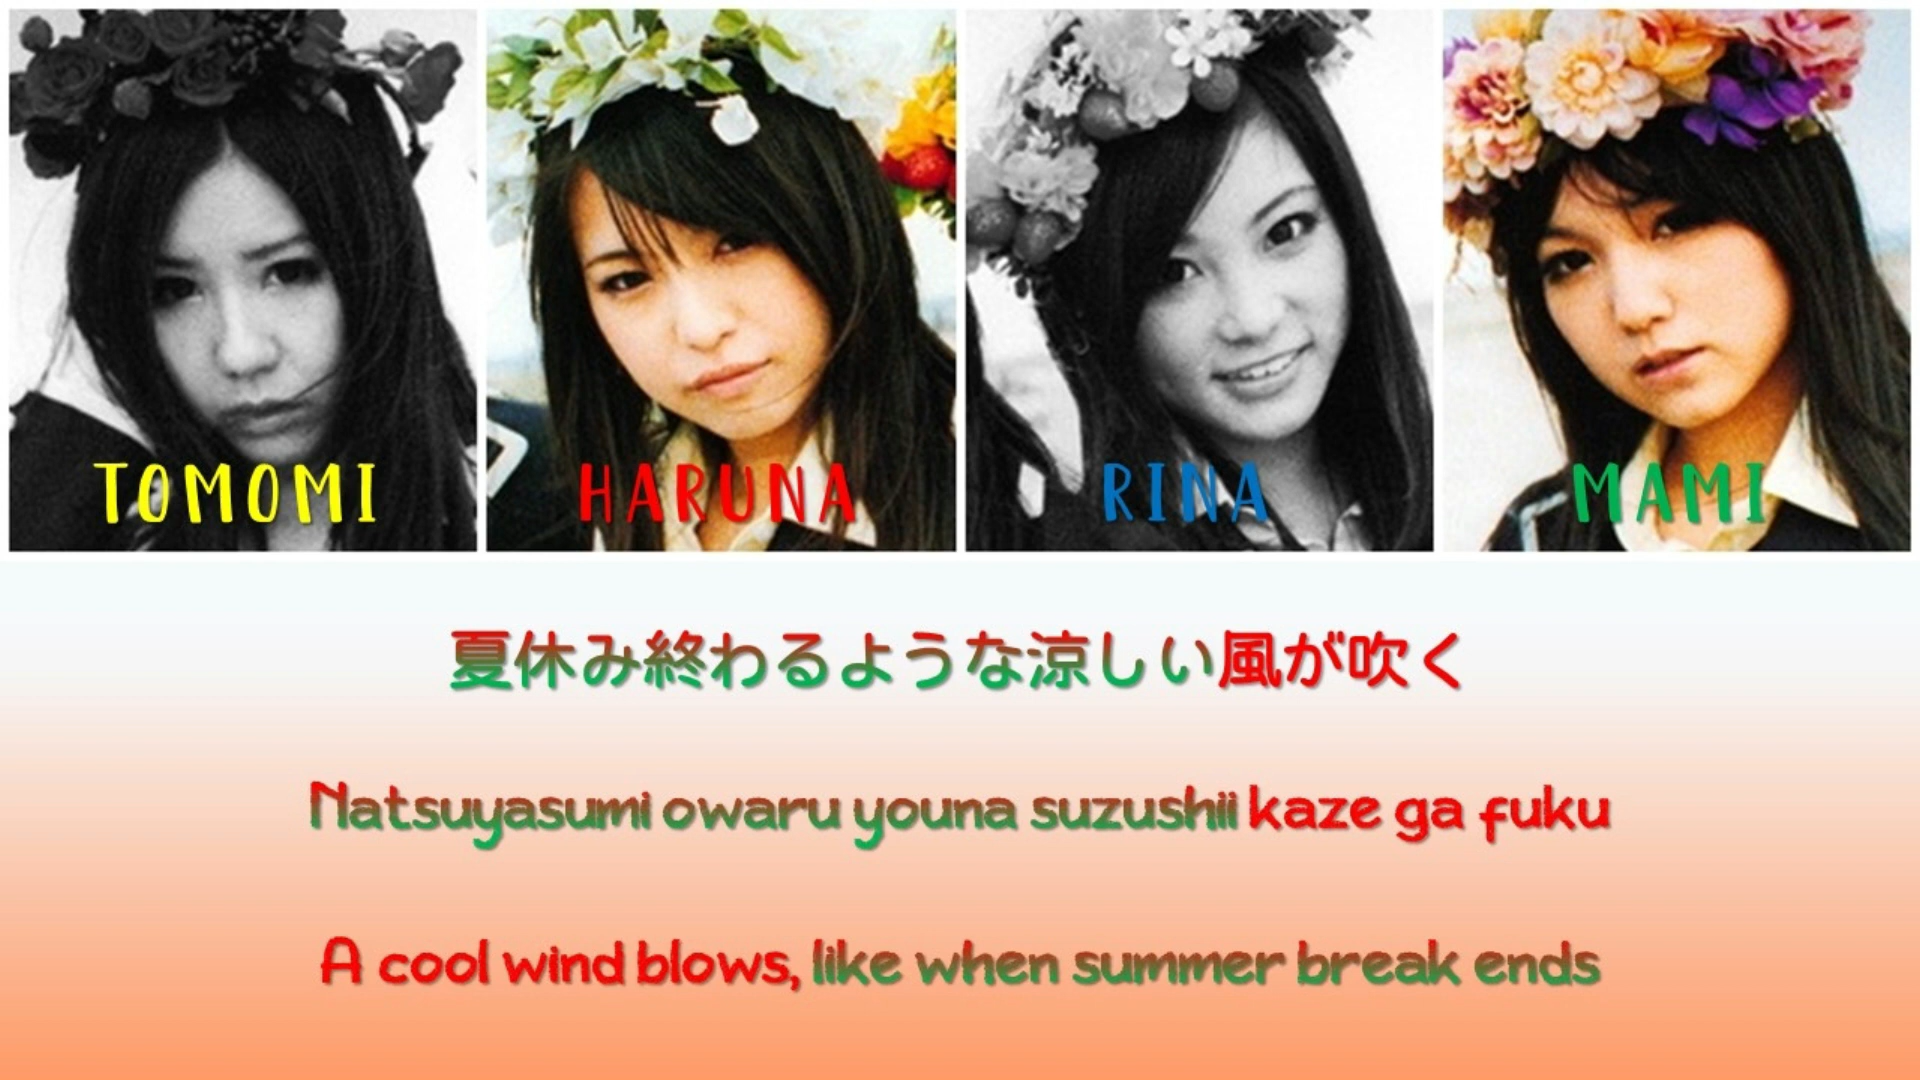 TOMOMI
HARUNA
RINA
MAMI
夏休み終わるような涼しい風が吹く
Natsuyasumi owaru youna suzushii kaze ga fuku
A cool wind blows, like when summer break ends